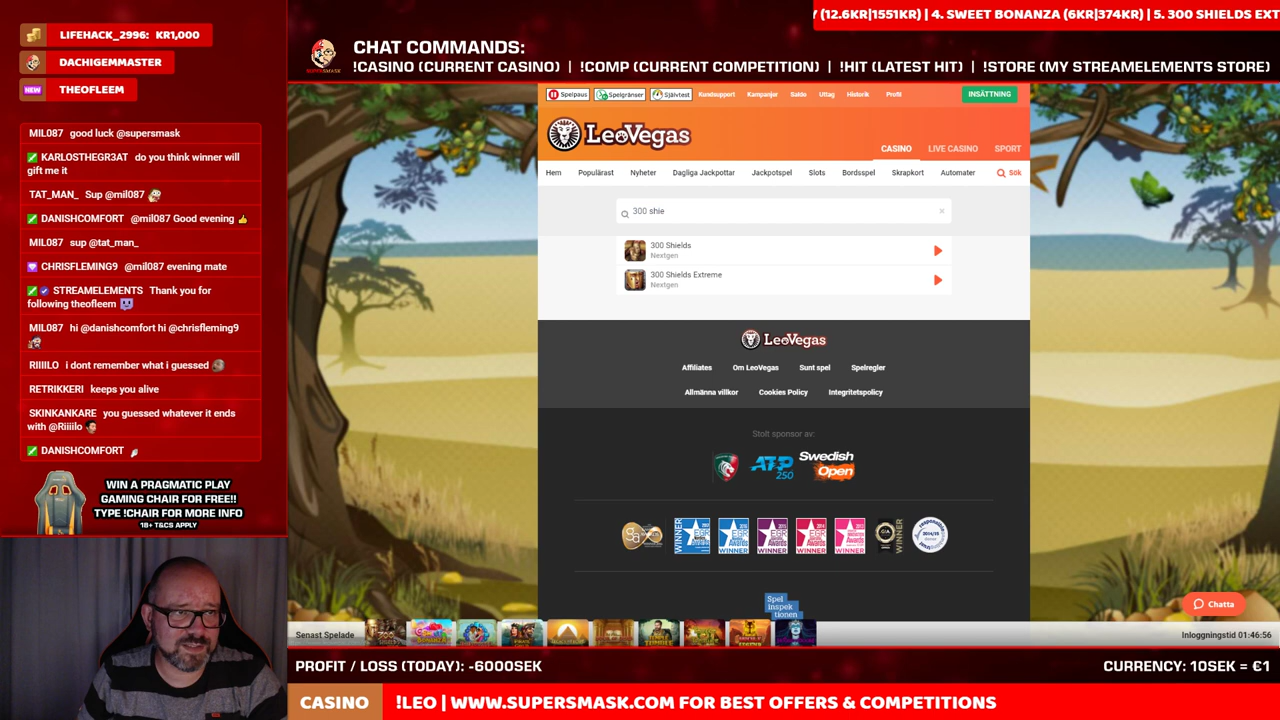 LIFEHACK_2996: KR1,000
DACHIGEMMASTER
NEW THEOFLEEM
MIL087 good luck @supersmask
KARLOSTHEGR3AT do you think winner will
gift me it
TAT_MAN_ Sup @mil087
DANISHCOMFORT @mil087 Good evening
MIL087 sup @tat_man_
CHRISFLEMING9 @mil087 evening mate
STREAMELEMENTS Thank you for
following theofleem
MIL087 hi @danishcomfort hi @chrisfleming9
RIIIILO i dont remember what i guessed
RETRIKKERI keeps you alive
SKINKANKARE you guessed whatever it ends
with @Riiiilo
DANISHCOMFORT
WIN A PRAGMATIC PLAY
GAMING CHAIR FOR FREE!!
TYPE !CHAIR FOR MORE INFO
18+ T&CS APPLY
(12.6KR|1551KR) | 4. SWEET BONANZA (6KR|374KR) | 5. 300 SHIELDS EXT
SUPERSMASK
CHAT COMMANDS:
!CASINO (CURRENT CASINO) | !COMP (CURRENT COMPETITION) | !HIT (LATEST HIT) | !STORE (MY STREAMELEMENTS STORE)
Spelpaus Spelgränser Självtest Kundsupport Kampanjer Saldo Uttag Historik Profil INSÄTTNING
LeoVegas
CASINO LIVE CASINO SPORT
Hem Populärast Nyheter Dagliga Jackpottar Jackpotspel Slots Bordsspel Skrapkort Automater Sök
300 shie
300 Shields
Nextgen
300 Shields Extreme
Nextgen
LeoVegas
Affiliates Om LeoVegas Sunt spel Spelregler
Allmänna villkor Cookies Policy Integritetspolicy
Stolt sponsor av:
ATP 250
Swedish
Open
WINNER EGR Awards WINNER
Spel
inspek
tionen
Chatta
Senast Spelade
Inloggningstid 01:46:56
PROFIT / LOSS (TODAY): -6000SEK
CURRENCY: 10SEK = €1
CASINO !LEO | WWW.SUPERSMASK.COM FOR BEST OFFERS & COMPETITIONS